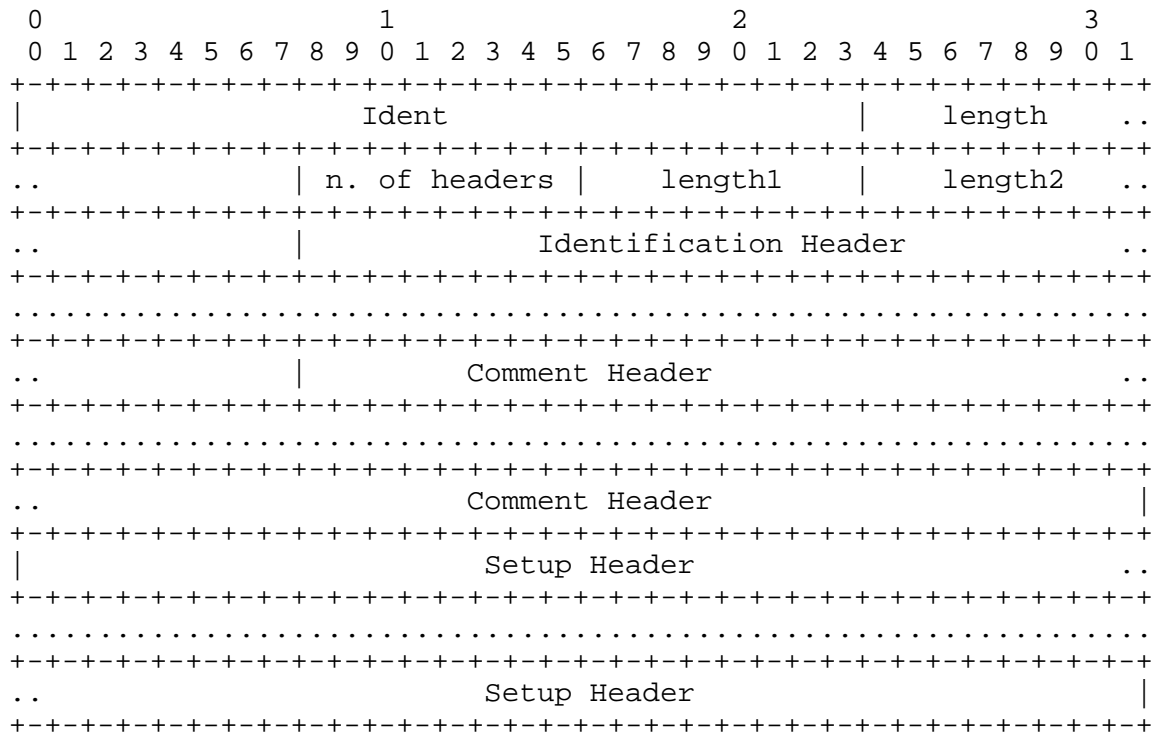 0                   1                   2                   3
 0 1 2 3 4 5 6 7 8 9 0 1 2 3 4 5 6 7 8 9 0 1 2 3 4 5 6 7 8 9 0 1
+-+-+-+-+-+-+-+-+-+-+-+-+-+-+-+-+-+-+-+-+-+-+-+-+-+-+-+-+-+-+-+-+
|                   Ident                       |    length    ..
+-+-+-+-+-+-+-+-+-+-+-+-+-+-+-+-+-+-+-+-+-+-+-+-+-+-+-+-+-+-+-+-+
..              | n. of headers |    length1    |    length2   ..
+-+-+-+-+-+-+-+-+-+-+-+-+-+-+-+-+-+-+-+-+-+-+-+-+-+-+-+-+-+-+-+-+
..              |             Identification Header            ..
+-+-+-+-+-+-+-+-+-+-+-+-+-+-+-+-+-+-+-+-+-+-+-+-+-+-+-+-+-+-+-+-+
.................................................................
+-+-+-+-+-+-+-+-+-+-+-+-+-+-+-+-+-+-+-+-+-+-+-+-+-+-+-+-+-+-+-+-+
..              |         Comment Header                       ..
+-+-+-+-+-+-+-+-+-+-+-+-+-+-+-+-+-+-+-+-+-+-+-+-+-+-+-+-+-+-+-+-+
.................................................................
+-+-+-+-+-+-+-+-+-+-+-+-+-+-+-+-+-+-+-+-+-+-+-+-+-+-+-+-+-+-+-+-+
..                        Comment Header                        |
+-+-+-+-+-+-+-+-+-+-+-+-+-+-+-+-+-+-+-+-+-+-+-+-+-+-+-+-+-+-+-+-+
|                          Setup Header                        ..
+-+-+-+-+-+-+-+-+-+-+-+-+-+-+-+-+-+-+-+-+-+-+-+-+-+-+-+-+-+-+-+-+
.................................................................
+-+-+-+-+-+-+-+-+-+-+-+-+-+-+-+-+-+-+-+-+-+-+-+-+-+-+-+-+-+-+-+-+
..                         Setup Header                         |
+-+-+-+-+-+-+-+-+-+-+-+-+-+-+-+-+-+-+-+-+-+-+-+-+-+-+-+-+-+-+-+-+